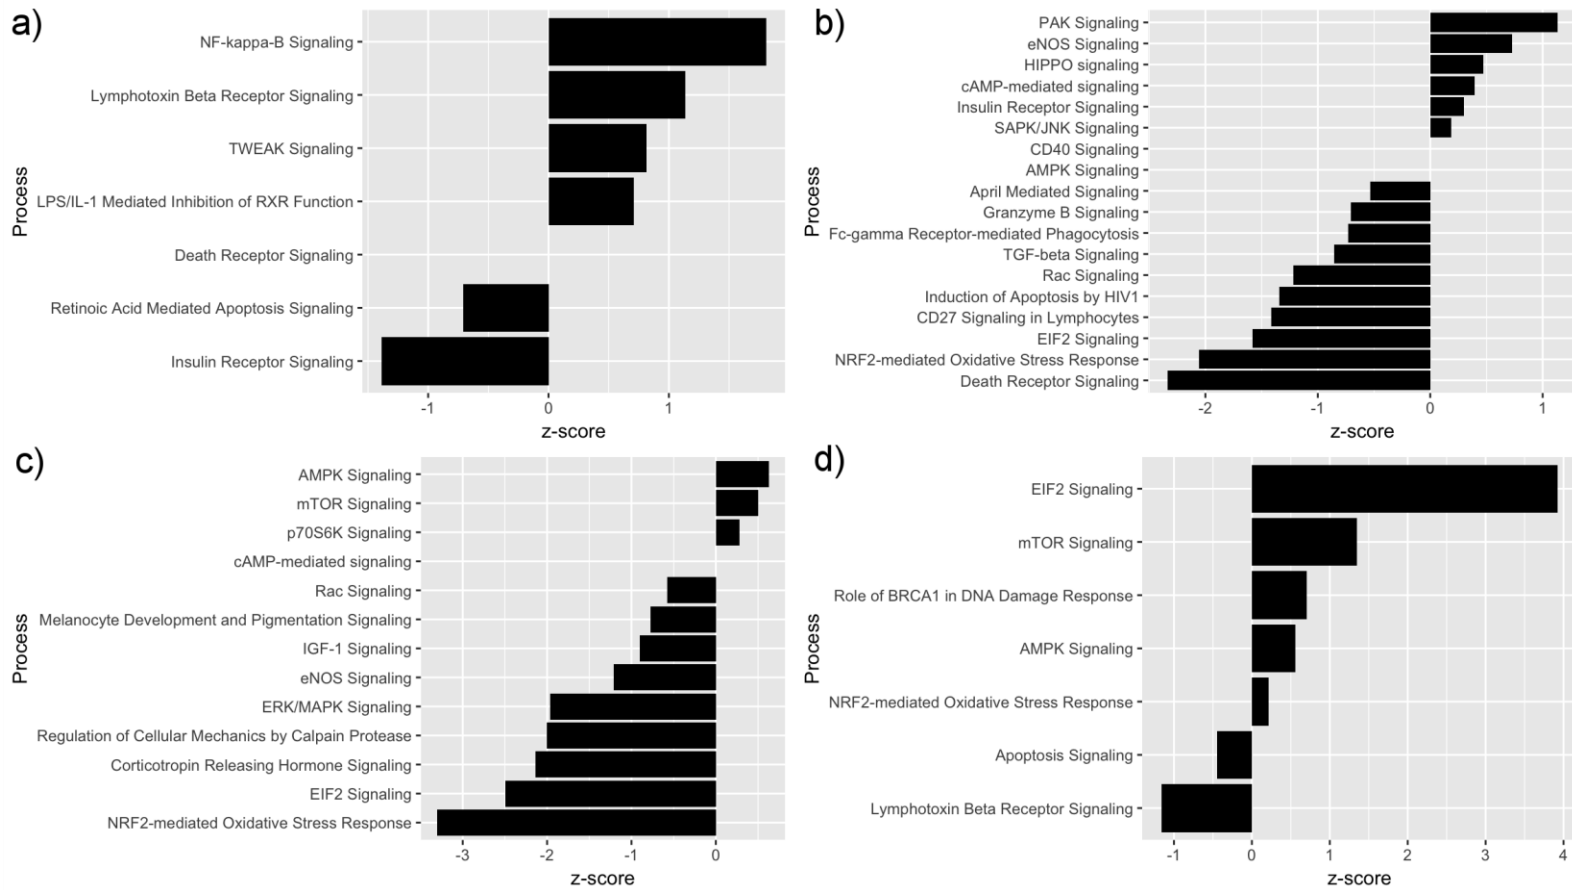 a)
NF-kappa-B Signaling
Lymphotoxin Beta Receptor Signaling
TWEAK Signaling
LPS/IL-1 Mediated Inhibition of RXR Function
Death Receptor Signaling
Retinoic Acid Mediated Apoptosis Signaling
Insulin Receptor Signaling
Process
-1 0 1
z-score
b)
PAK Signaling
eNOS Signaling
HIPPO signaling
cAMP-mediated signaling
Insulin Receptor Signaling
SAPK/JNK Signaling
CD40 Signaling
AMPK Signaling
April Mediated Signaling
Granzyme B Signaling
Fc-gamma Receptor-mediated Phagocytosis
TGF-beta Signaling
Rac Signaling
Induction of Apoptosis by HIV1
CD27 Signaling in Lymphocytes
EIF2 Signaling
NRF2-mediated Oxidative Stress Response
Death Receptor Signaling
Process
-2 -1 0 1
z-score
c)
AMPK Signaling
mTOR Signaling
p70S6K Signaling
cAMP-mediated signaling
Rac Signaling
Melanocyte Development and Pigmentation Signaling
IGF-1 Signaling
eNOS Signaling
ERK/MAPK Signaling
Regulation of Cellular Mechanics by Calpain Protease
Corticotropin Releasing Hormone Signaling
EIF2 Signaling
NRF2-mediated Oxidative Stress Response
Process
-3 -2 -1 0
z-score
d)
EIF2 Signaling
mTOR Signaling
Role of BRCA1 in DNA Damage Response
AMPK Signaling
NRF2-mediated Oxidative Stress Response
Apoptosis Signaling
Lymphotoxin Beta Receptor Signaling
Process
-1 0 1 2 3 4
z-score